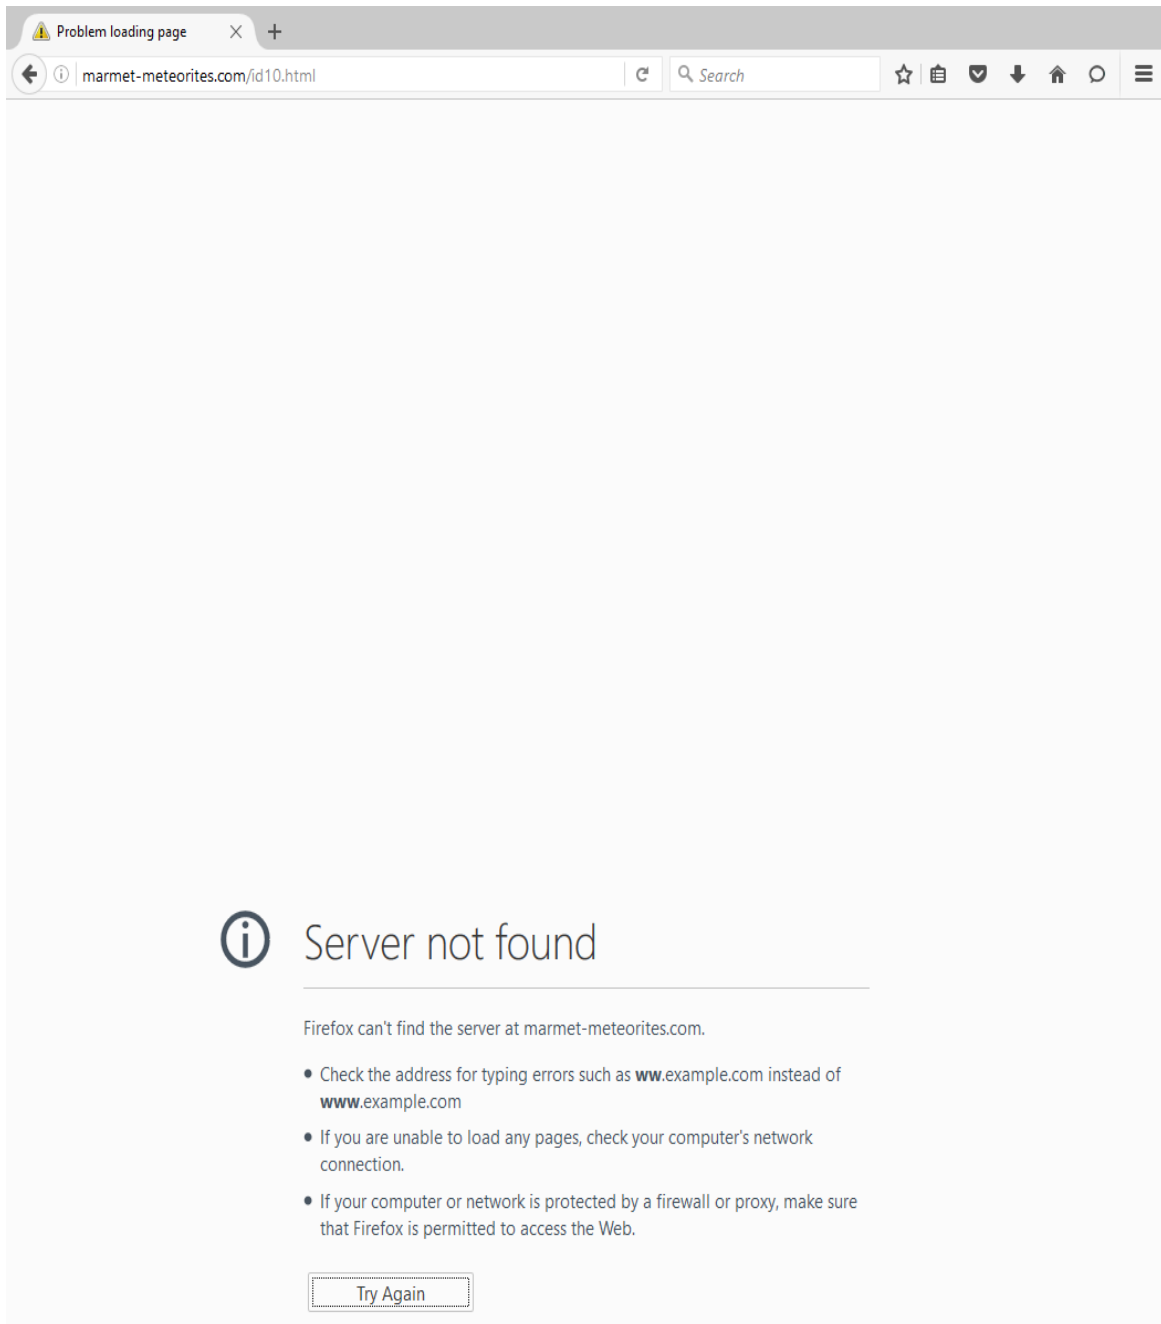 Problem loading page
marmet-meteorites.com/id10.html
Search
Server not found
Firefox can't find the server at marmet-meteorites.com.
Check the address for typing errors such as ww.example.com instead of
www.example.com
If you are unable to load any pages, check your computer's network
connection.
If your computer or network is protected by a firewall or proxy, make sure
that Firefox is permitted to access the Web.
Try Again